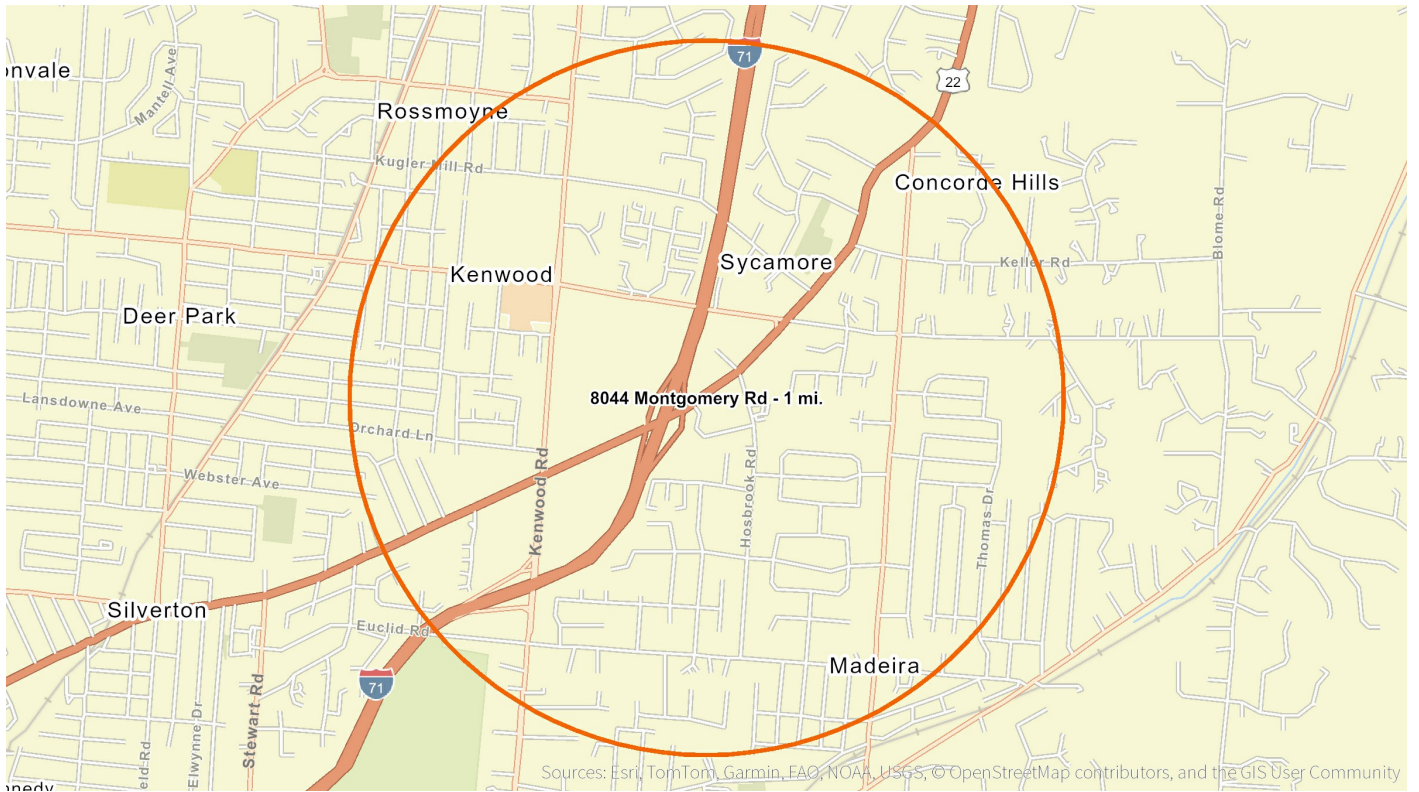 71
22
onvale
Mantell Ave
Rossmoyne
Kugler Mill Rd
Concorde Hills
Blome Rd
Sycamore
Keller Rd
Kenwood
Deer Park
8044 Montgomery Rd - 1 mi.
Lansdowne Ave
Orchard Ln
Webster Ave
Kenwood Rd
Hosbrook Rd
Thomas Dr
Silverton
Euclid Rd
Madeira
71
Stewart Rd
Elwynne Dr
eld Rd
nnedy
Sources: Esri, TomTom, Garmin, FAO, NOAA, USGS, © OpenStreetMap contributors, and the GIS User Community